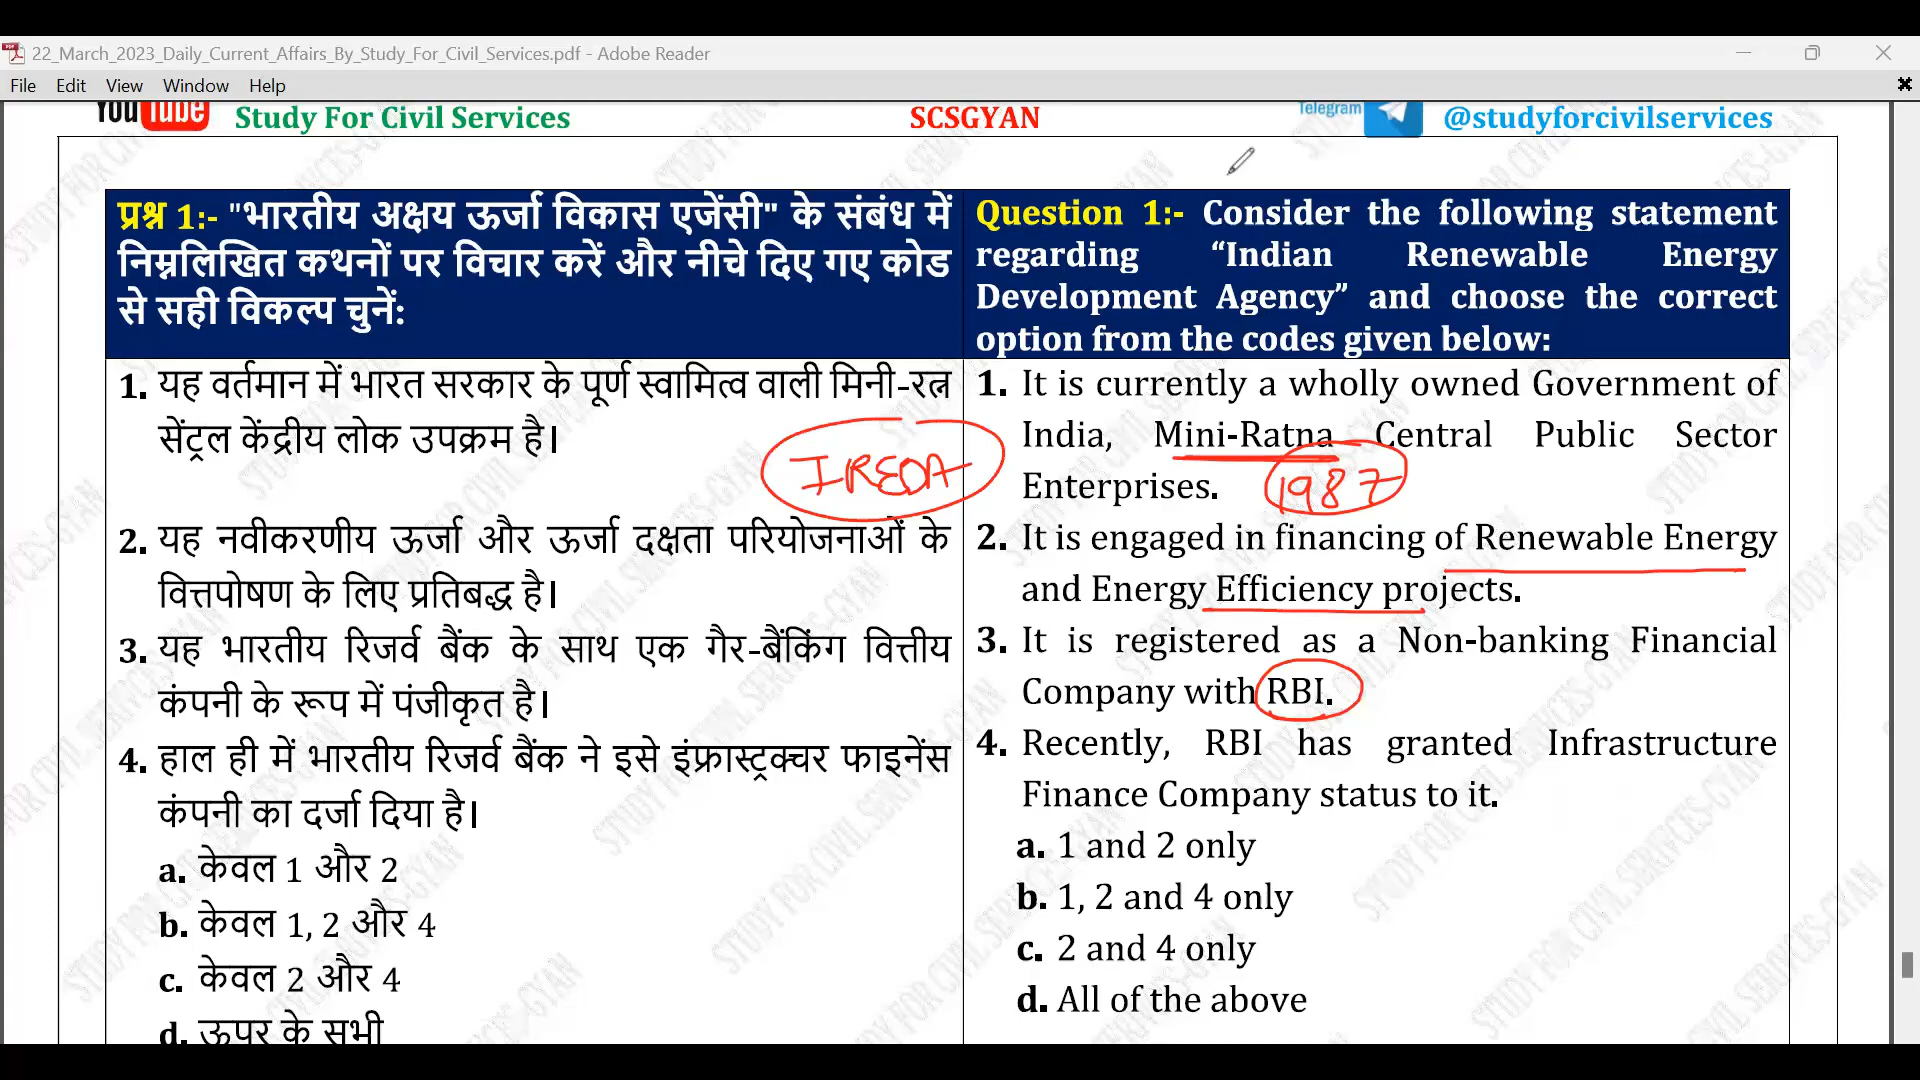 22_March_2023_Daily_Current_Affairs_By_Study_For_Civil_Services.pdf - Adobe Reader
File Edit View Window Help
YouTube Study For Civil Services SCSGYAN Telegram @studyforcivilservices
प्रश्न 1:- "भारतीय अक्षय ऊर्जा विकास एजेंसी" के संबंध में
निम्नलिखित कथनों पर विचार करें और नीचे दिए गए कोड
से सही विकल्प चुनें:
1. यह वर्तमान में भारत सरकार के पूर्ण स्वामित्व वाली मिनी-रत्न
सेंट्रल केंद्रीय लोक उपक्रम है।
IREDA
2. यह नवीकरणीय ऊर्जा और ऊर्जा दक्षता परियोजनाओं के
वित्तपोषण के लिए प्रतिबद्ध है।
3. यह भारतीय रिजर्व बैंक के साथ एक गैर-बैंकिंग वित्तीय
कंपनी के रूप में पंजीकृत है।
4. हाल ही में भारतीय रिजर्व बैंक ने इसे इंफ्रास्ट्रक्चर फाइनेंस
कंपनी का दर्जा दिया है।
a. केवल 1 और 2
b. केवल 1, 2 और 4
c. केवल 2 और 4
d. ऊपर के सभी
Question 1:- Consider the following statement
regarding “Indian Renewable Energy
Development Agency” and choose the correct
option from the codes given below:
1. It is currently a wholly owned Government of
India, Mini-Ratna Central Public Sector
Enterprises. 1987
2. It is engaged in financing of Renewable Energy
and Energy Efficiency projects.
3. It is registered as a Non-banking Financial
Company with RBI.
4. Recently, RBI has granted Infrastructure
Finance Company status to it.
a. 1 and 2 only
b. 1, 2 and 4 only
c. 2 and 4 only
d. All of the above
STUDY FOR CIVIL SERIVCES-GYAN